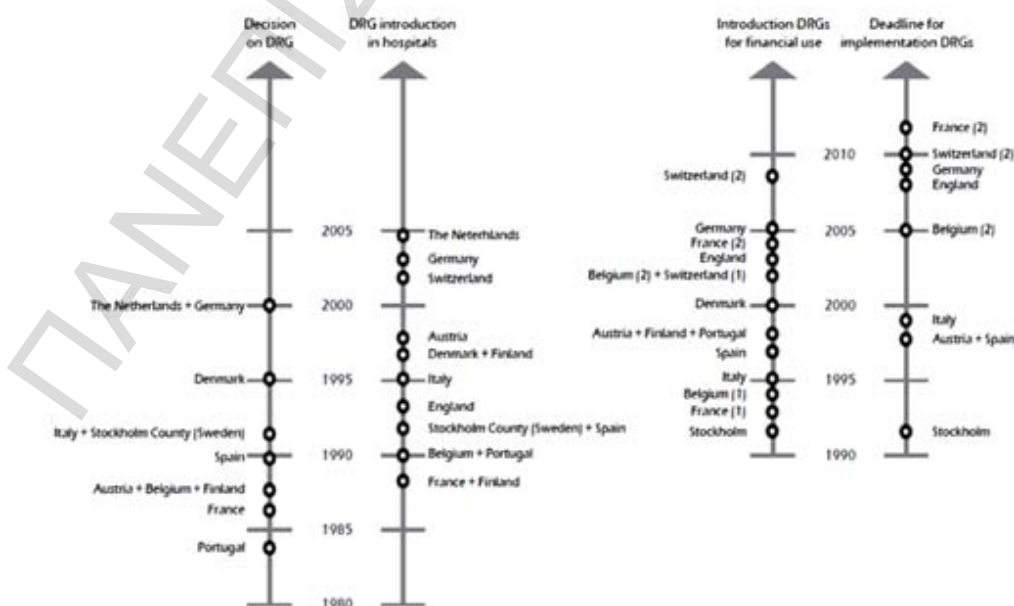 Decision
on DRG
DRG introduction
in hospitals
2005
The Neterhlands
Germany
Switzerland
The Netherlands + Germany
2000
Austria
Denmark + Finland
Denmark
1995
Italy
England
Italy + Stockholm County (Sweden)
Stockholm County (Sweden) + Spain
Spain
1990
Belgium + Portugal
Austria + Belgium + Finland
France + Finland
France
1985
Portugal
1980
Introduction DRGs
for financial use
Deadline for
implementation DRGs
France (2)
2010
Switzerland (2)
Switzerland (2)
Germany
England
Germany
2005
Belgium (2)
France (2)
England
Belgium (2) + Switzerland (1)
Denmark
2000
Italy
Austria + Finland + Portugal
Austria + Spain
Spain
Italy
1995
Belgium (1)
France (1)
Stockholm
Stockholm
1990
ΠΑΝΕΠΙ